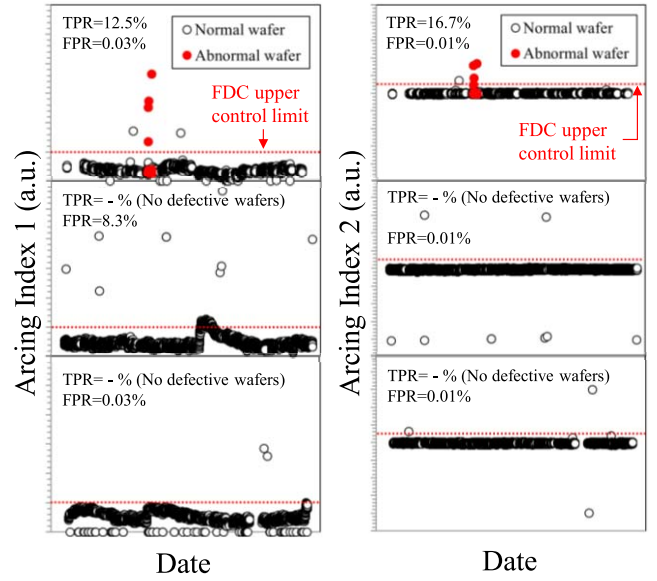 TPR=12.5%
FPR=0.03%
Normal wafer
Abnormal wafer
FDC upper
control limit
TPR= - % (No defective wafers)
FPR=8.3%
TPR= - % (No defective wafers)
FPR=0.03%
Arcing Index 1 (a.u.)
Date
TPR=16.7%
FPR=0.01%
Normal wafer
Abnormal wafer
FDC upper
control limit
TPR= - % (No defective wafers)
FPR=0.01%
TPR= - % (No defective wafers)
FPR=0.01%
Arcing Index 2 (a.u.)
Date